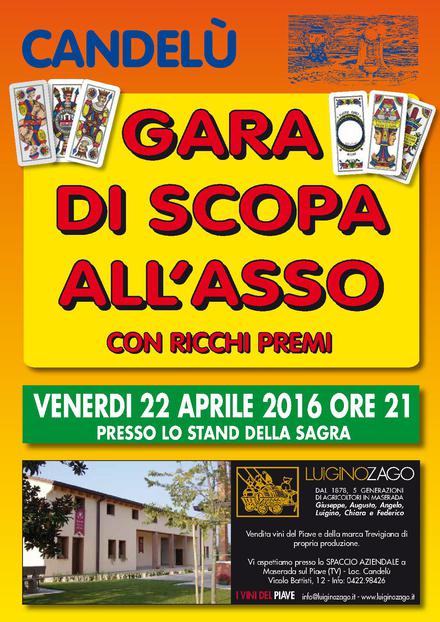 CANDELÙ
GARA
DI SCOPA
ALL'ASSO
CON RICCHI PREMI
VENERDI 22 APRILE 2016 ORE 21
PRESSO LO STAND DELLA SAGRA
LUIGINOZAGO
DAL 1878, 5 GENERAZIONI
DI AGRICOLTORI IN MASERADA
Giuseppe, Augusto, Angelo,
Luigino, Chiara e Federico
Vendita vini del Piave e della marca Trevigiana di
propria produzione.
Vi aspettiamo presso lo SPACCIO AZIENDALE a
Maserada sul Piave (TV) - Loc. Candelù
Vicolo Battisti, 12 - Info: 0422.98426
I VINI DEL PIAVE info@luiginozago.it - www.luiginozago.it